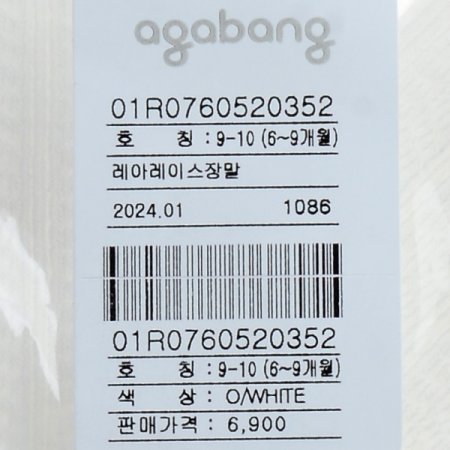 agabang
01R0760520352
호 칭 : 9-10 (6~9개월)
레아레이스장말
2024.01 1086
01R0760520352
호 칭 : 9-10 (6~9개월)
색 상 : O/WHITE
판매가격 : 6,900